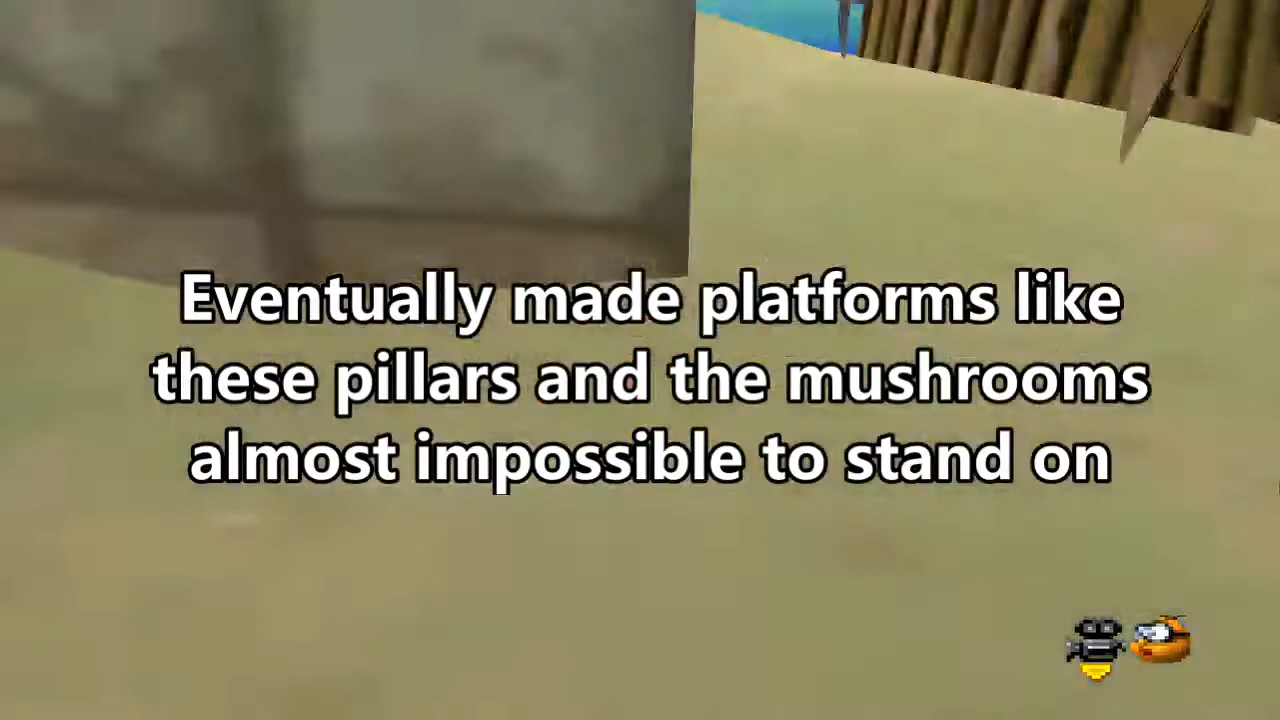 Eventually made platforms like
these pillars and the mushrooms
almost impossible to stand on